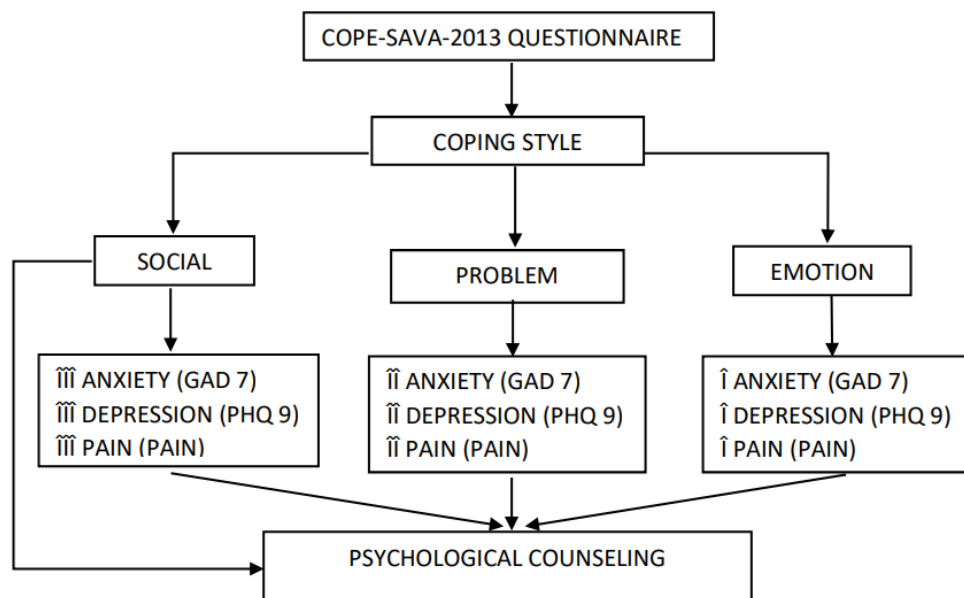 COPE-SAVA-2013 QUESTIONNAIRE
COPING STYLE
SOCIAL
PROBLEM
EMOTION
ÎÎÎ ANXIETY (GAD 7)
ÎÎÎ DEPRESSION (PHQ 9)
ÎÎÎ PAIN (PAIN)
ÎÎ ANXIETY (GAD 7)
ÎÎ DEPRESSION (PHQ 9)
ÎÎ PAIN (PAIN)
Î ANXIETY (GAD 7)
Î DEPRESSION (PHQ 9)
Î PAIN (PAIN)
PSYCHOLOGICAL COUNSELING